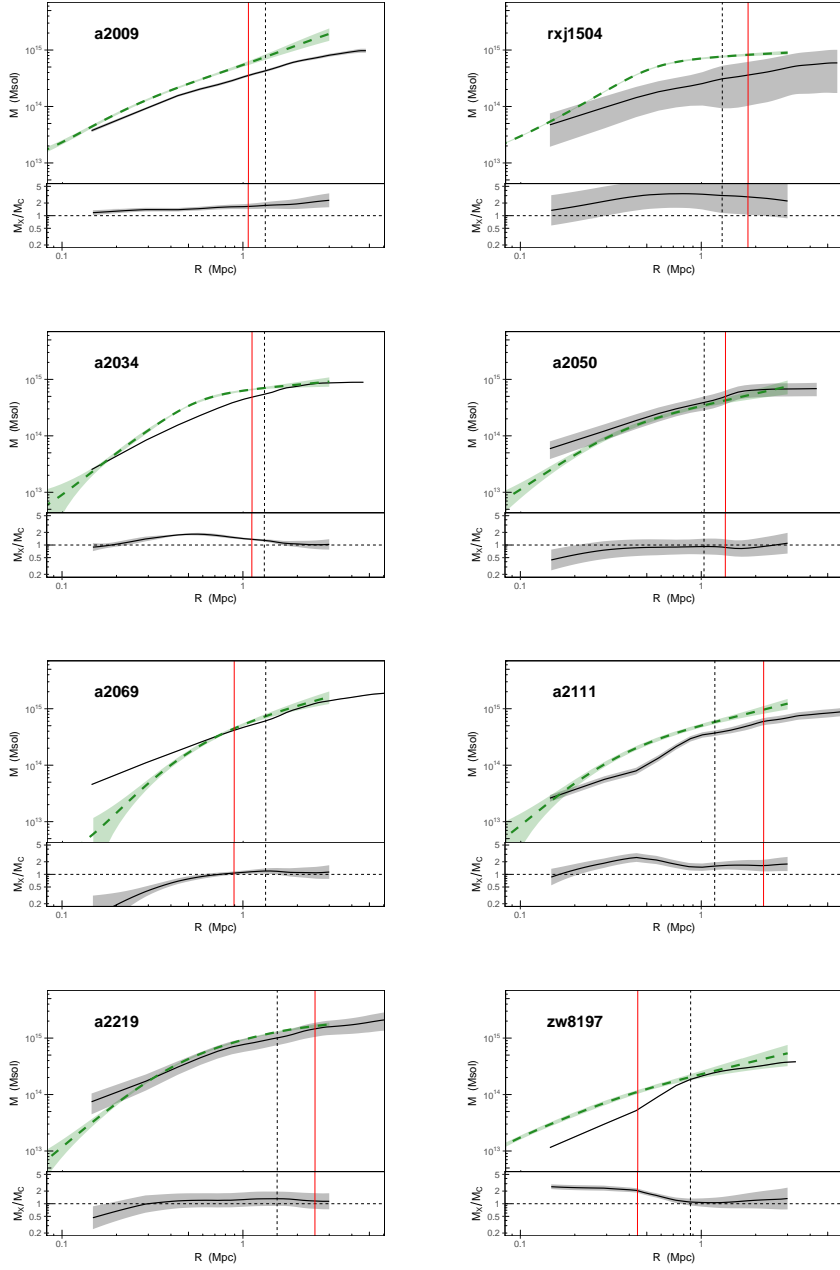 a2009
M (Msol)
10^15
10^14
10^13
M_X/M_C
5
2
1
0.5
0.2
0.1
1
R (Mpc)
rxj1504
M (Msol)
10^15
10^14
10^13
M_X/M_C
5
2
1
0.5
0.2
0.1
1
R (Mpc)
a2034
M (Msol)
10^15
10^14
10^13
M_X/M_C
5
2
1
0.5
0.2
0.1
1
R (Mpc)
a2050
M (Msol)
10^15
10^14
10^13
M_X/M_C
5
2
1
0.5
0.2
0.1
1
R (Mpc)
a2069
M (Msol)
10^15
10^14
10^13
M_X/M_C
5
2
1
0.5
0.2
0.1
1
R (Mpc)
a2111
M (Msol)
10^15
10^14
10^13
M_X/M_C
5
2
1
0.5
0.2
0.1
1
R (Mpc)
a2219
M (Msol)
10^15
10^14
10^13
M_X/M_C
5
2
1
0.5
0.2
0.1
1
R (Mpc)
zw8197
M (Msol)
10^15
10^14
10^13
M_X/M_C
5
2
1
0.5
0.2
0.1
1
R (Mpc)